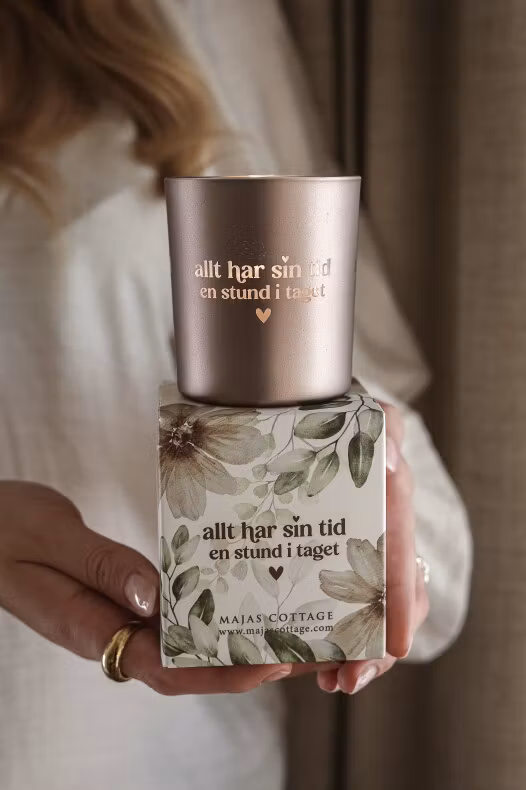 allt har sin tid
en stund i taget
allt har sin tid
en stund i taget
MAJAS COTTAGE
www.majascottage.com